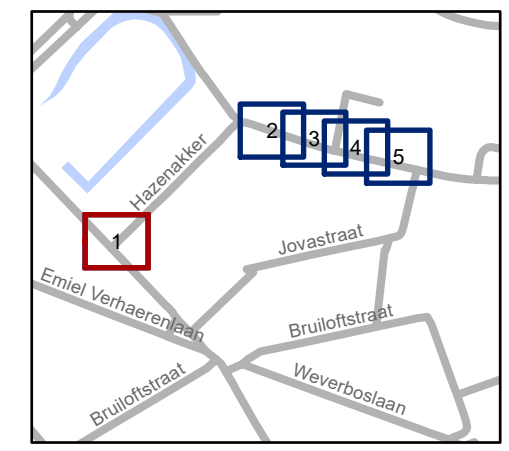 2
3
4
5
Hazenakker
1
Jovastraat
Emiel Verhaerenlaan
Bruiloftstraat
Bruiloftstraat
Weverboslaan